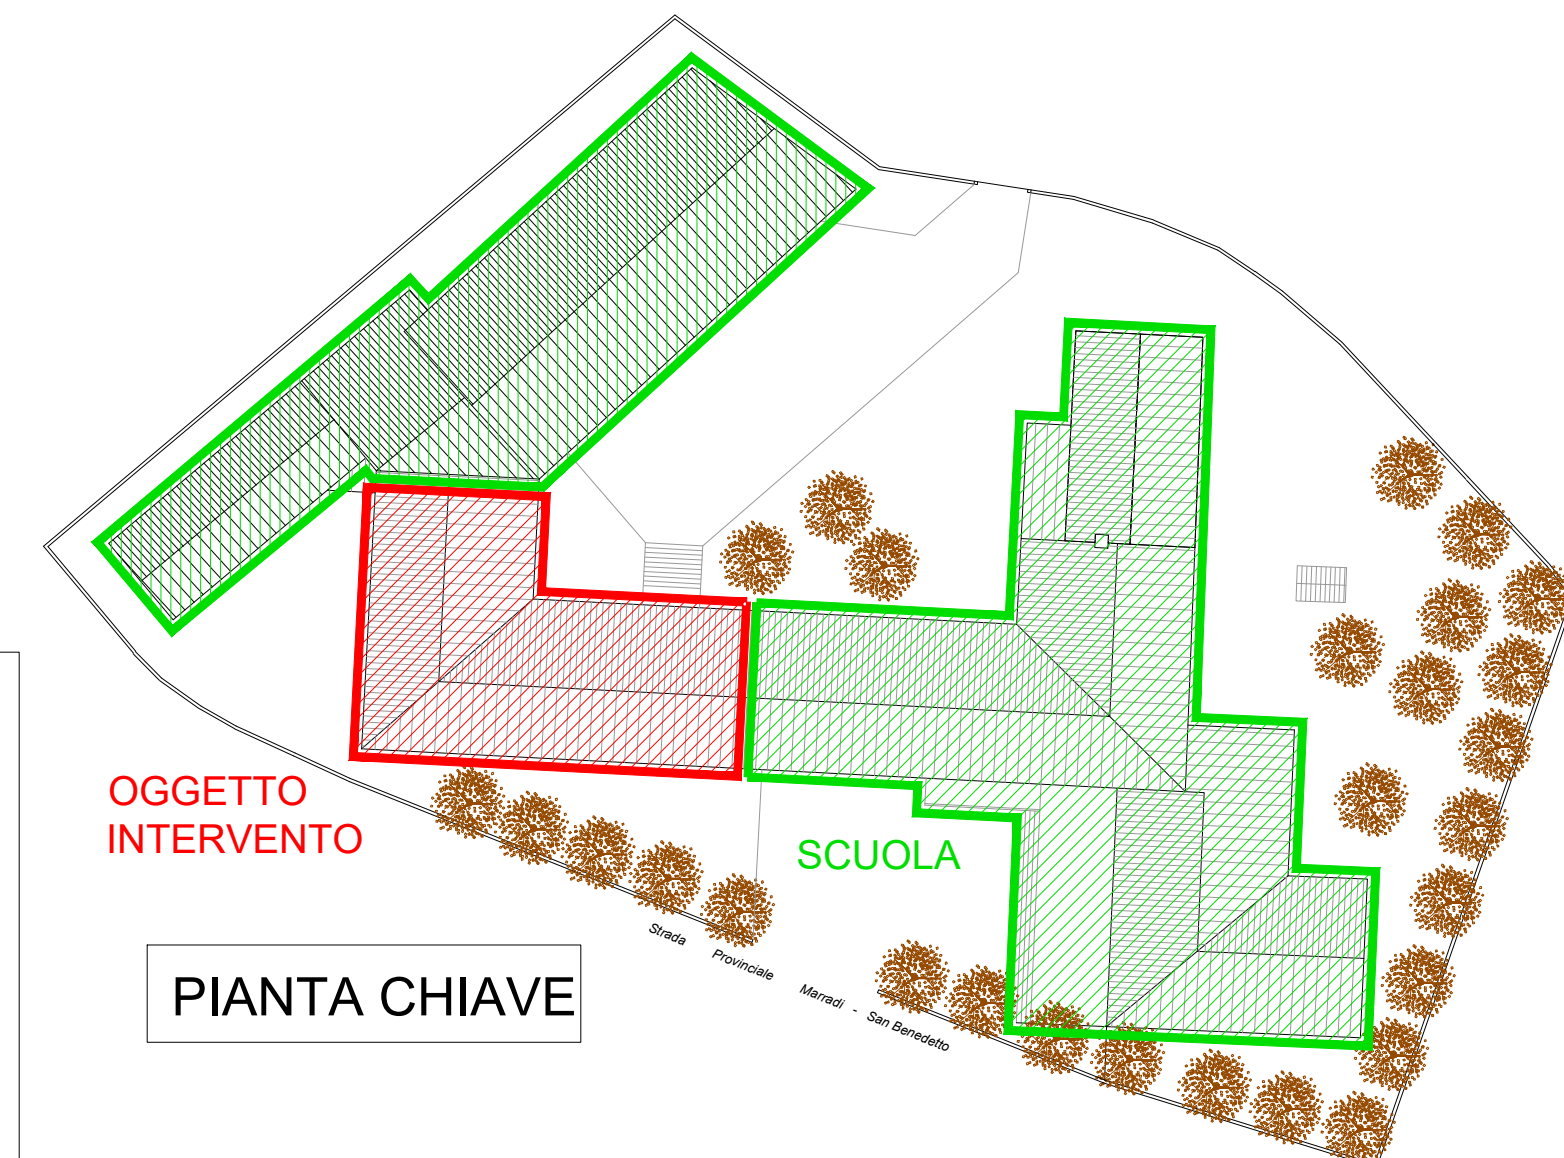 OGGETTO
INTERVENTO
SCUOLA
Strada Provinciale Marradi - San Benedetto
PIANTA CHIAVE